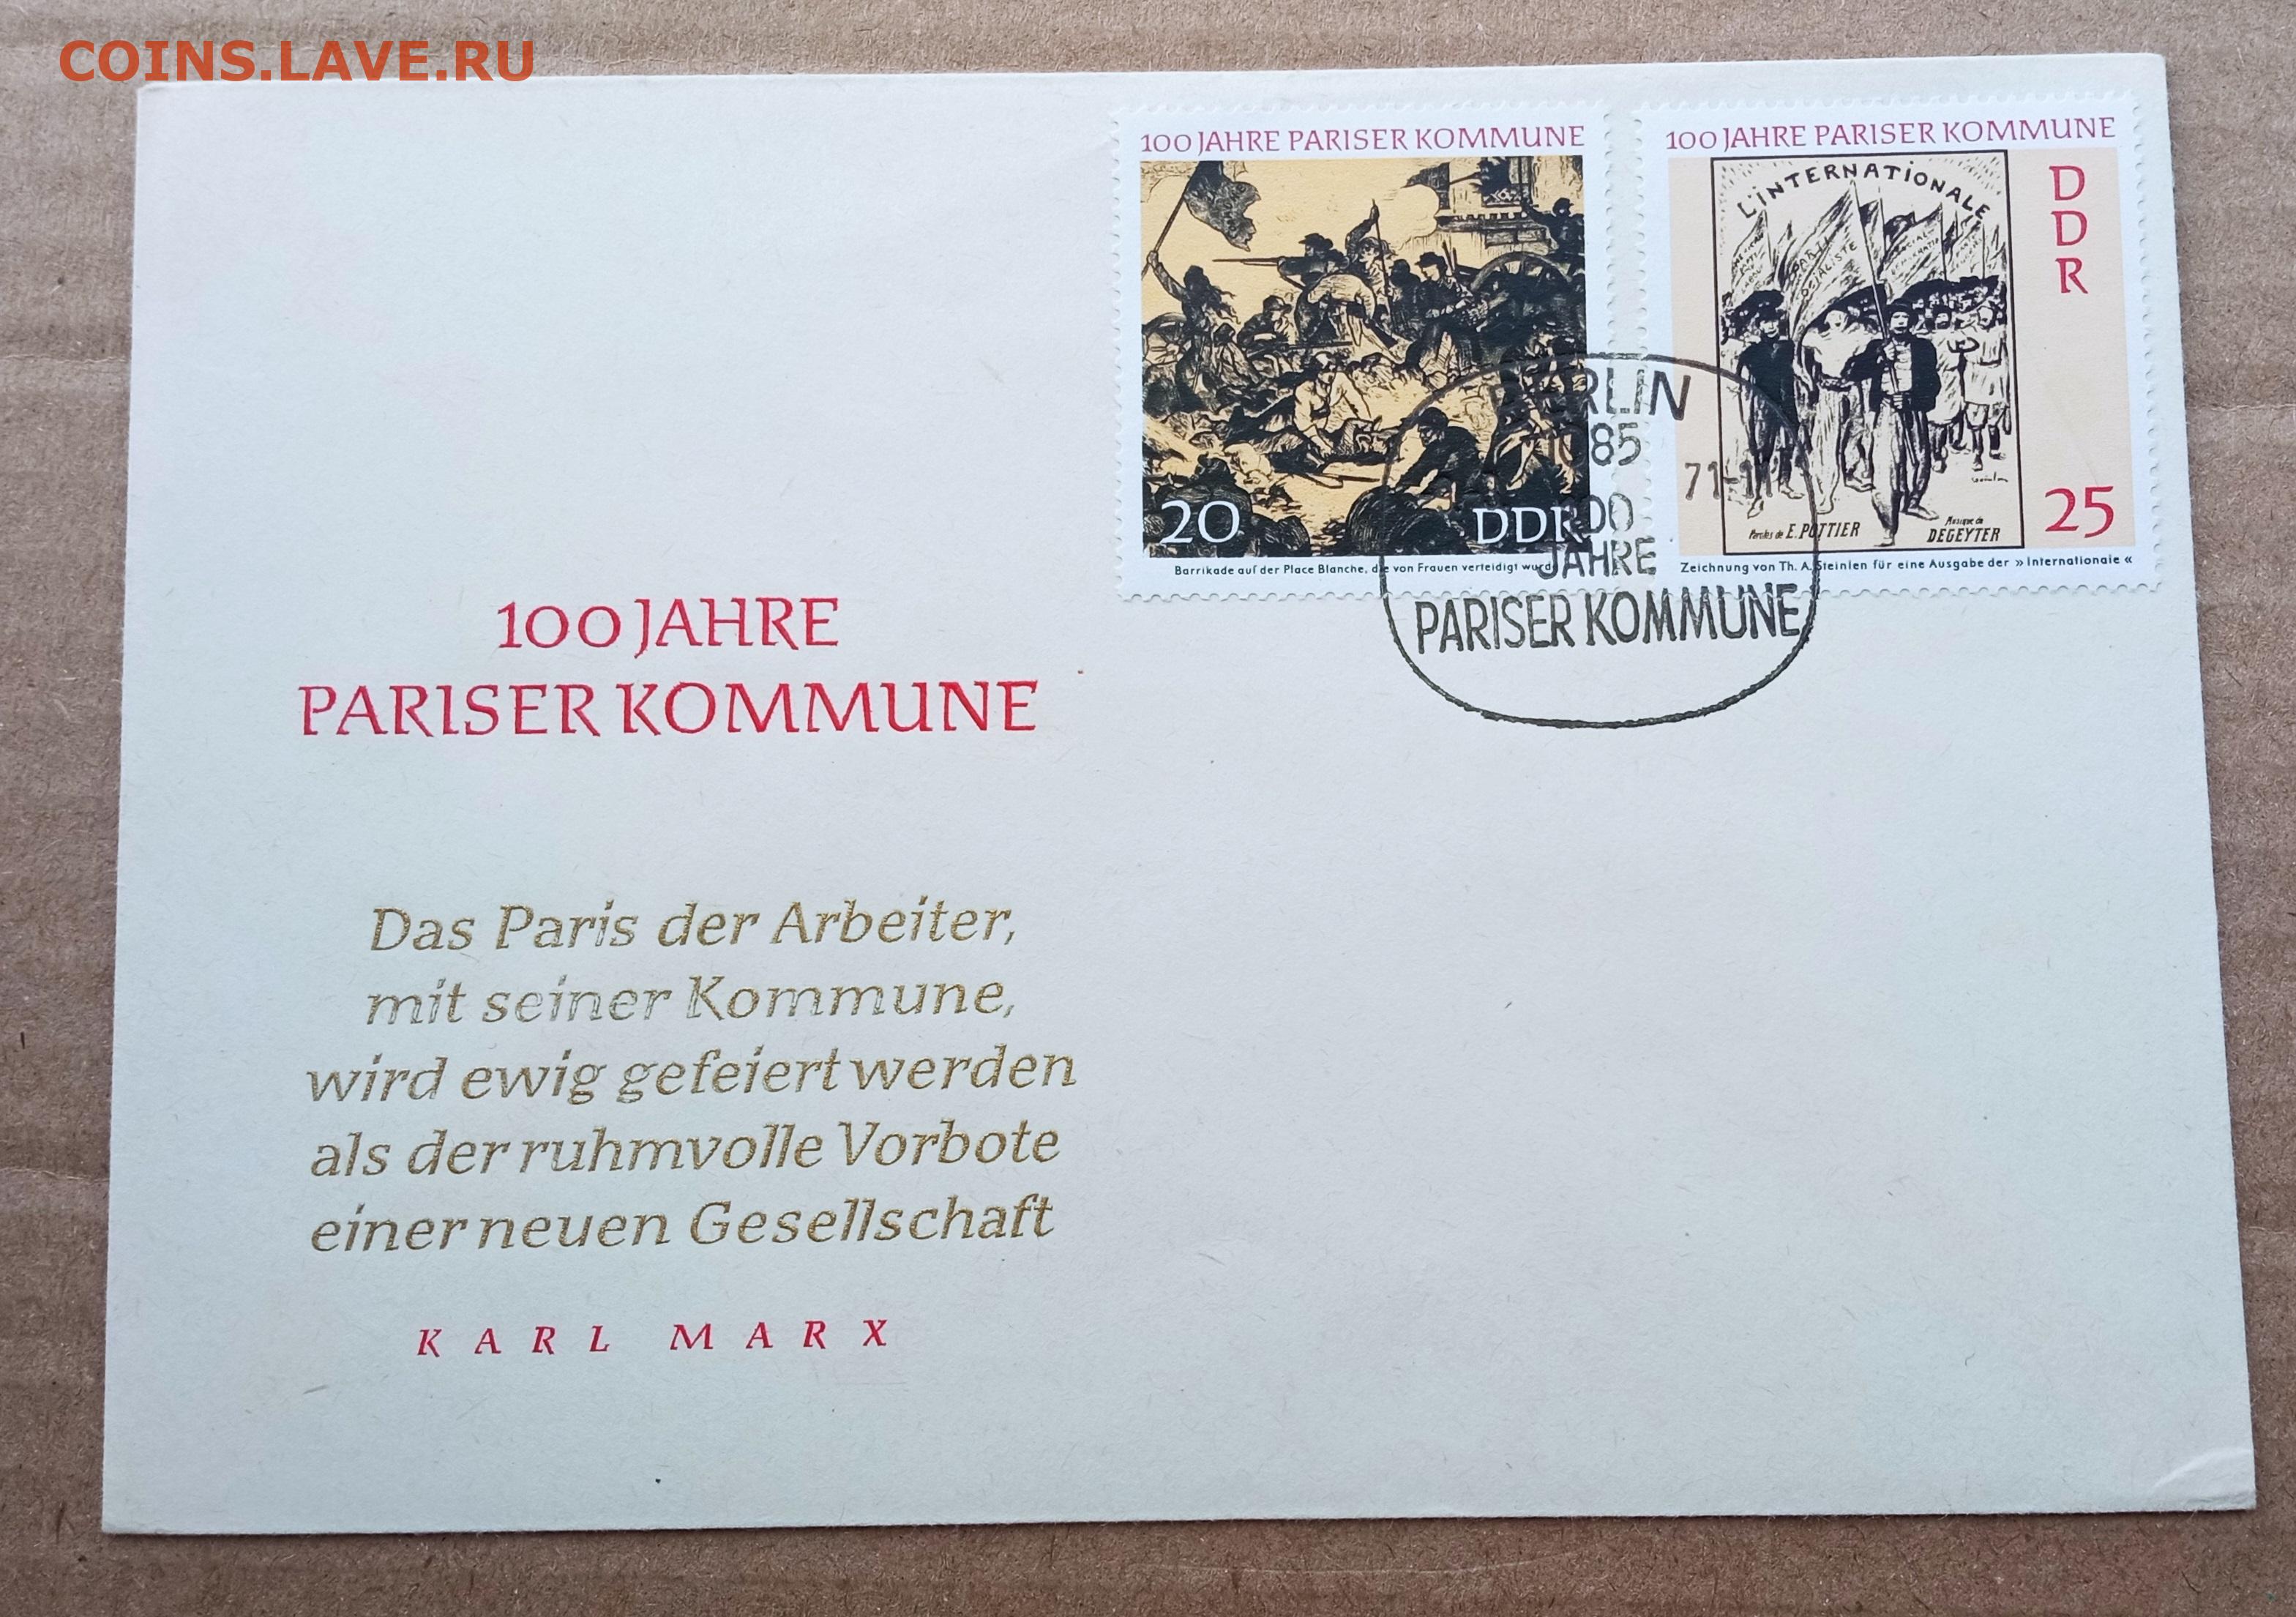 COINS.LAVE.RU
100 JAHRE PARISER KOMMUNE
20
DDR
Barrikade auf der Place Blanche, die von Frauen verteidigt wurde
100 JAHRE PARISER KOMMUNE
L'INTERNATIONALE
PARTI
SOCIALISTE
DDR
Paroles de E. POTTIER
Musique de
DEGEYTER
25
Zeichnung von Th. A. Steinlen für eine Ausgabe der »Internationale«
BERLIN
1085
100
JAHRE
PARISER KOMMUNE
100 JAHRE
PARISER KOMMUNE
Das Paris der Arbeiter,
mit seiner Kommune,
wird ewig gefeiert werden
als der ruhmvolle Vorbote
einer neuen Gesellschaft
KARL MARX